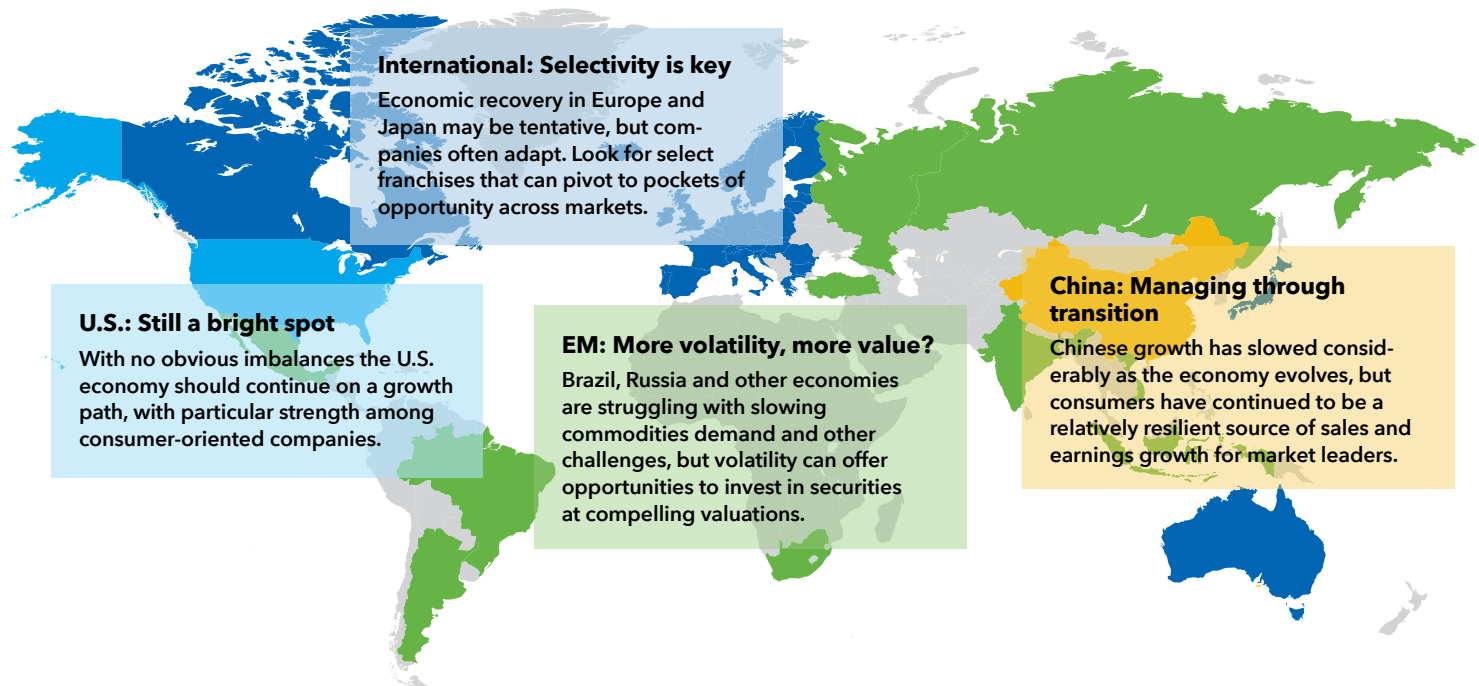 International: Selectivity is key
Economic recovery in Europe and
Japan may be tentative, but com-
panies often adapt. Look for select
franchises that can pivot to pockets of
opportunity across markets.
U.S.: Still a bright spot
With no obvious imbalances the U.S.
economy should continue on a growth
path, with particular strength among
consumer-oriented companies.
EM: More volatility, more value?
Brazil, Russia and other economies
are struggling with slowing
commodities demand and other
challenges, but volatility can offer
opportunities to invest in securities
at compelling valuations.
China: Managing through
transition
Chinese growth has slowed consid-
erably as the economy evolves, but
consumers have continued to be a
relatively resilient source of sales and
earnings growth for market leaders.